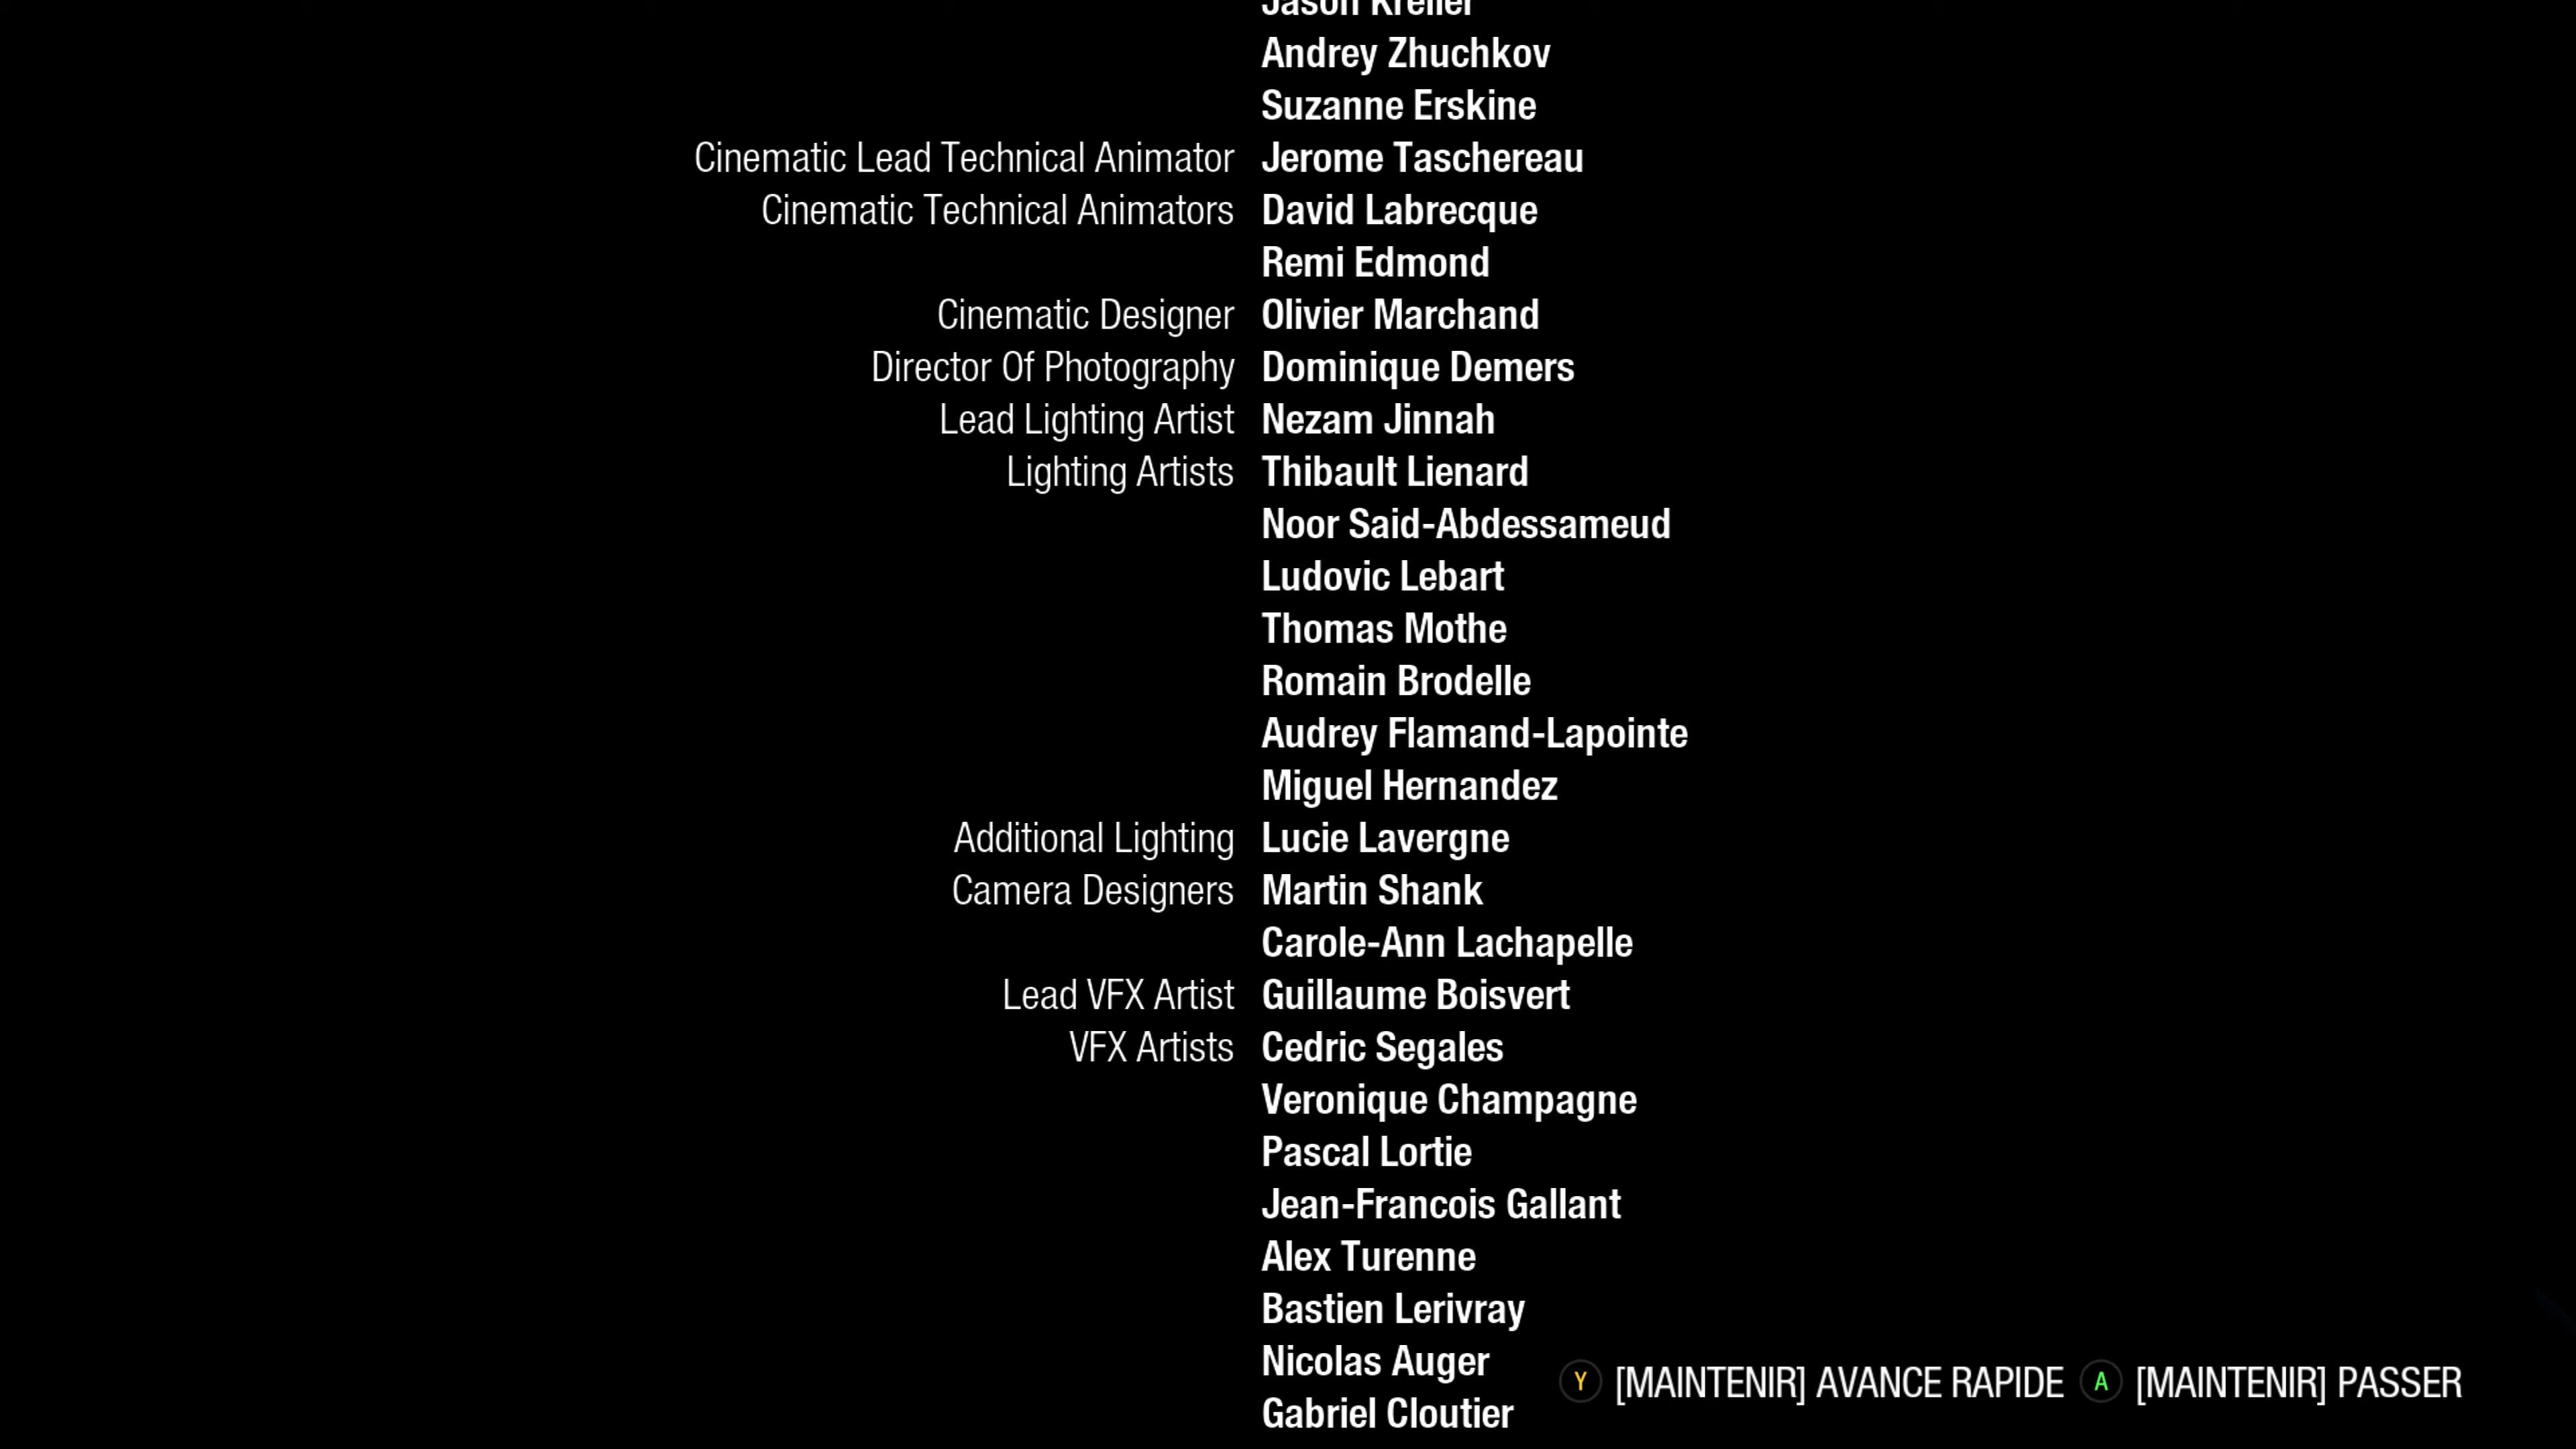 Jason Kreller
Andrey Zhuchkov
Suzanne Erskine
Cinematic Lead Technical Animator Jerome Taschereau
Cinematic Technical Animators David Labrecque
Remi Edmond
Cinematic Designer Olivier Marchand
Director Of Photography Dominique Demers
Lead Lighting Artist Nezam Jinnah
Lighting Artists Thibault Lienard
Noor Said-Abdessameud
Ludovic Lebart
Thomas Mothe
Romain Brodelle
Audrey Flamand-Lapointe
Miguel Hernandez
Additional Lighting Lucie Lavergne
Camera Designers Martin Shank
Carole-Ann Lachapelle
Lead VFX Artist Guillaume Boisvert
VFX Artists Cedric Segales
Veronique Champagne
Pascal Lortie
Jean-Francois Gallant
Alex Turenne
Bastien Lerivray
Nicolas Auger
Y [MAINTENIR] AVANCE RAPIDE A [MAINTENIR] PASSER
Gabriel Cloutier